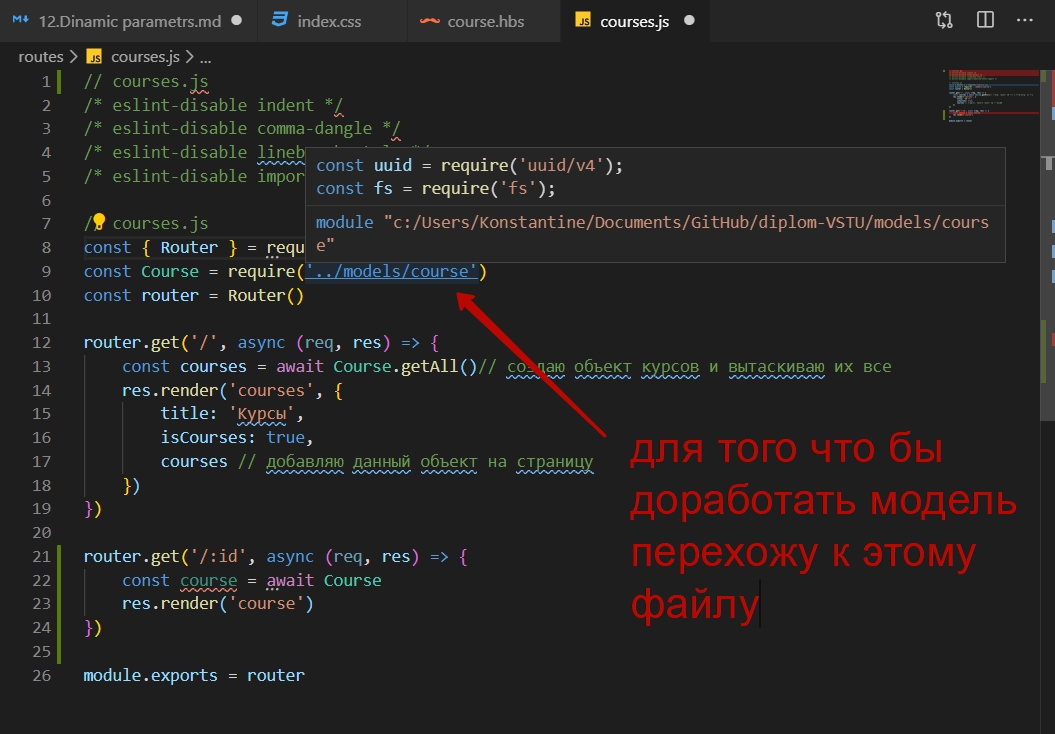 12.Dinamic parametrs.md
index.css
course.hbs
JS courses.js
routes > JS courses.js > ...
1 // courses.js
2 /* eslint-disable indent */
3 /* eslint-disable comma-dangle */
4 /* eslint-disable lineb
5 /* eslint-disable impor
const uuid = require('uuid/v4');
const fs = require('fs');
module "c:/Users/Konstantine/Documents/GitHub/diplom-VSTU/models/cours
e"
6
7 / courses.js
8 const { Router } = requ
9 const Course = require('../models/course')
10 const router = Router()
11
12 router.get('/', async (req, res) => {
13 const courses = await Course.getAll()// создаю объект курсов и вытаскиваю их все
14 res.render('courses', {
15 title: 'Курсы',
16 isCourses: true,
17 courses // добавляю данный объект на страницу
18 })
19 })
20
21 router.get('/:id', async (req, res) => {
22 const course = await Course
23 res.render('course')
24 })
25
26 module.exports = router
для того что бы
доработать модель
перехожу к этому
файлу